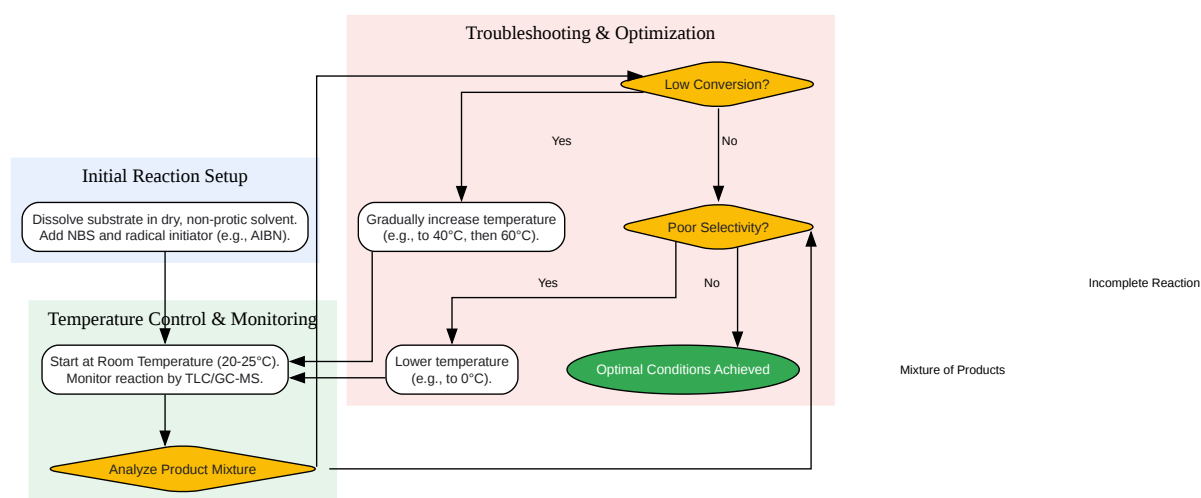 Troubleshooting & Optimization
Low Conversion?
Yes
No
Initial Reaction Setup
Dissolve substrate in dry, non-protic solvent.
Add NBS and radical initiator (e.g., AIBN).
Gradually increase temperature
(e.g., to 40°C, then 60°C).
Poor Selectivity?
Yes
No
Incomplete Reaction
Temperature Control & Monitoring
Start at Room Temperature (20-25°C).
Monitor reaction by TLC/GC-MS.
Lower temperature
(e.g., to 0°C).
Optimal Conditions Achieved
Mixture of Products
Analyze Product Mixture